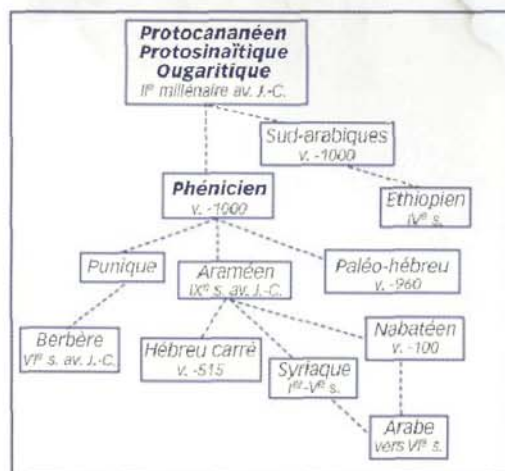 Protocananéen
Protosinaïtique
Ougaritique
IIe millénaire av. J.-C.
Sud-arabiques
v. -1000
Phénicien
v. -1000
Ethiopien
IVe s.
Punique
Araméen
IXe s. av. J.-C.
Paléo-hébreu
v. -960
Berbère
VIe s. av. J.-C.
Hébreu carré
v. -515
Syriaque
Ier-Ve s.
Nabatéen
v. -100
Arabe
vers VIe s.